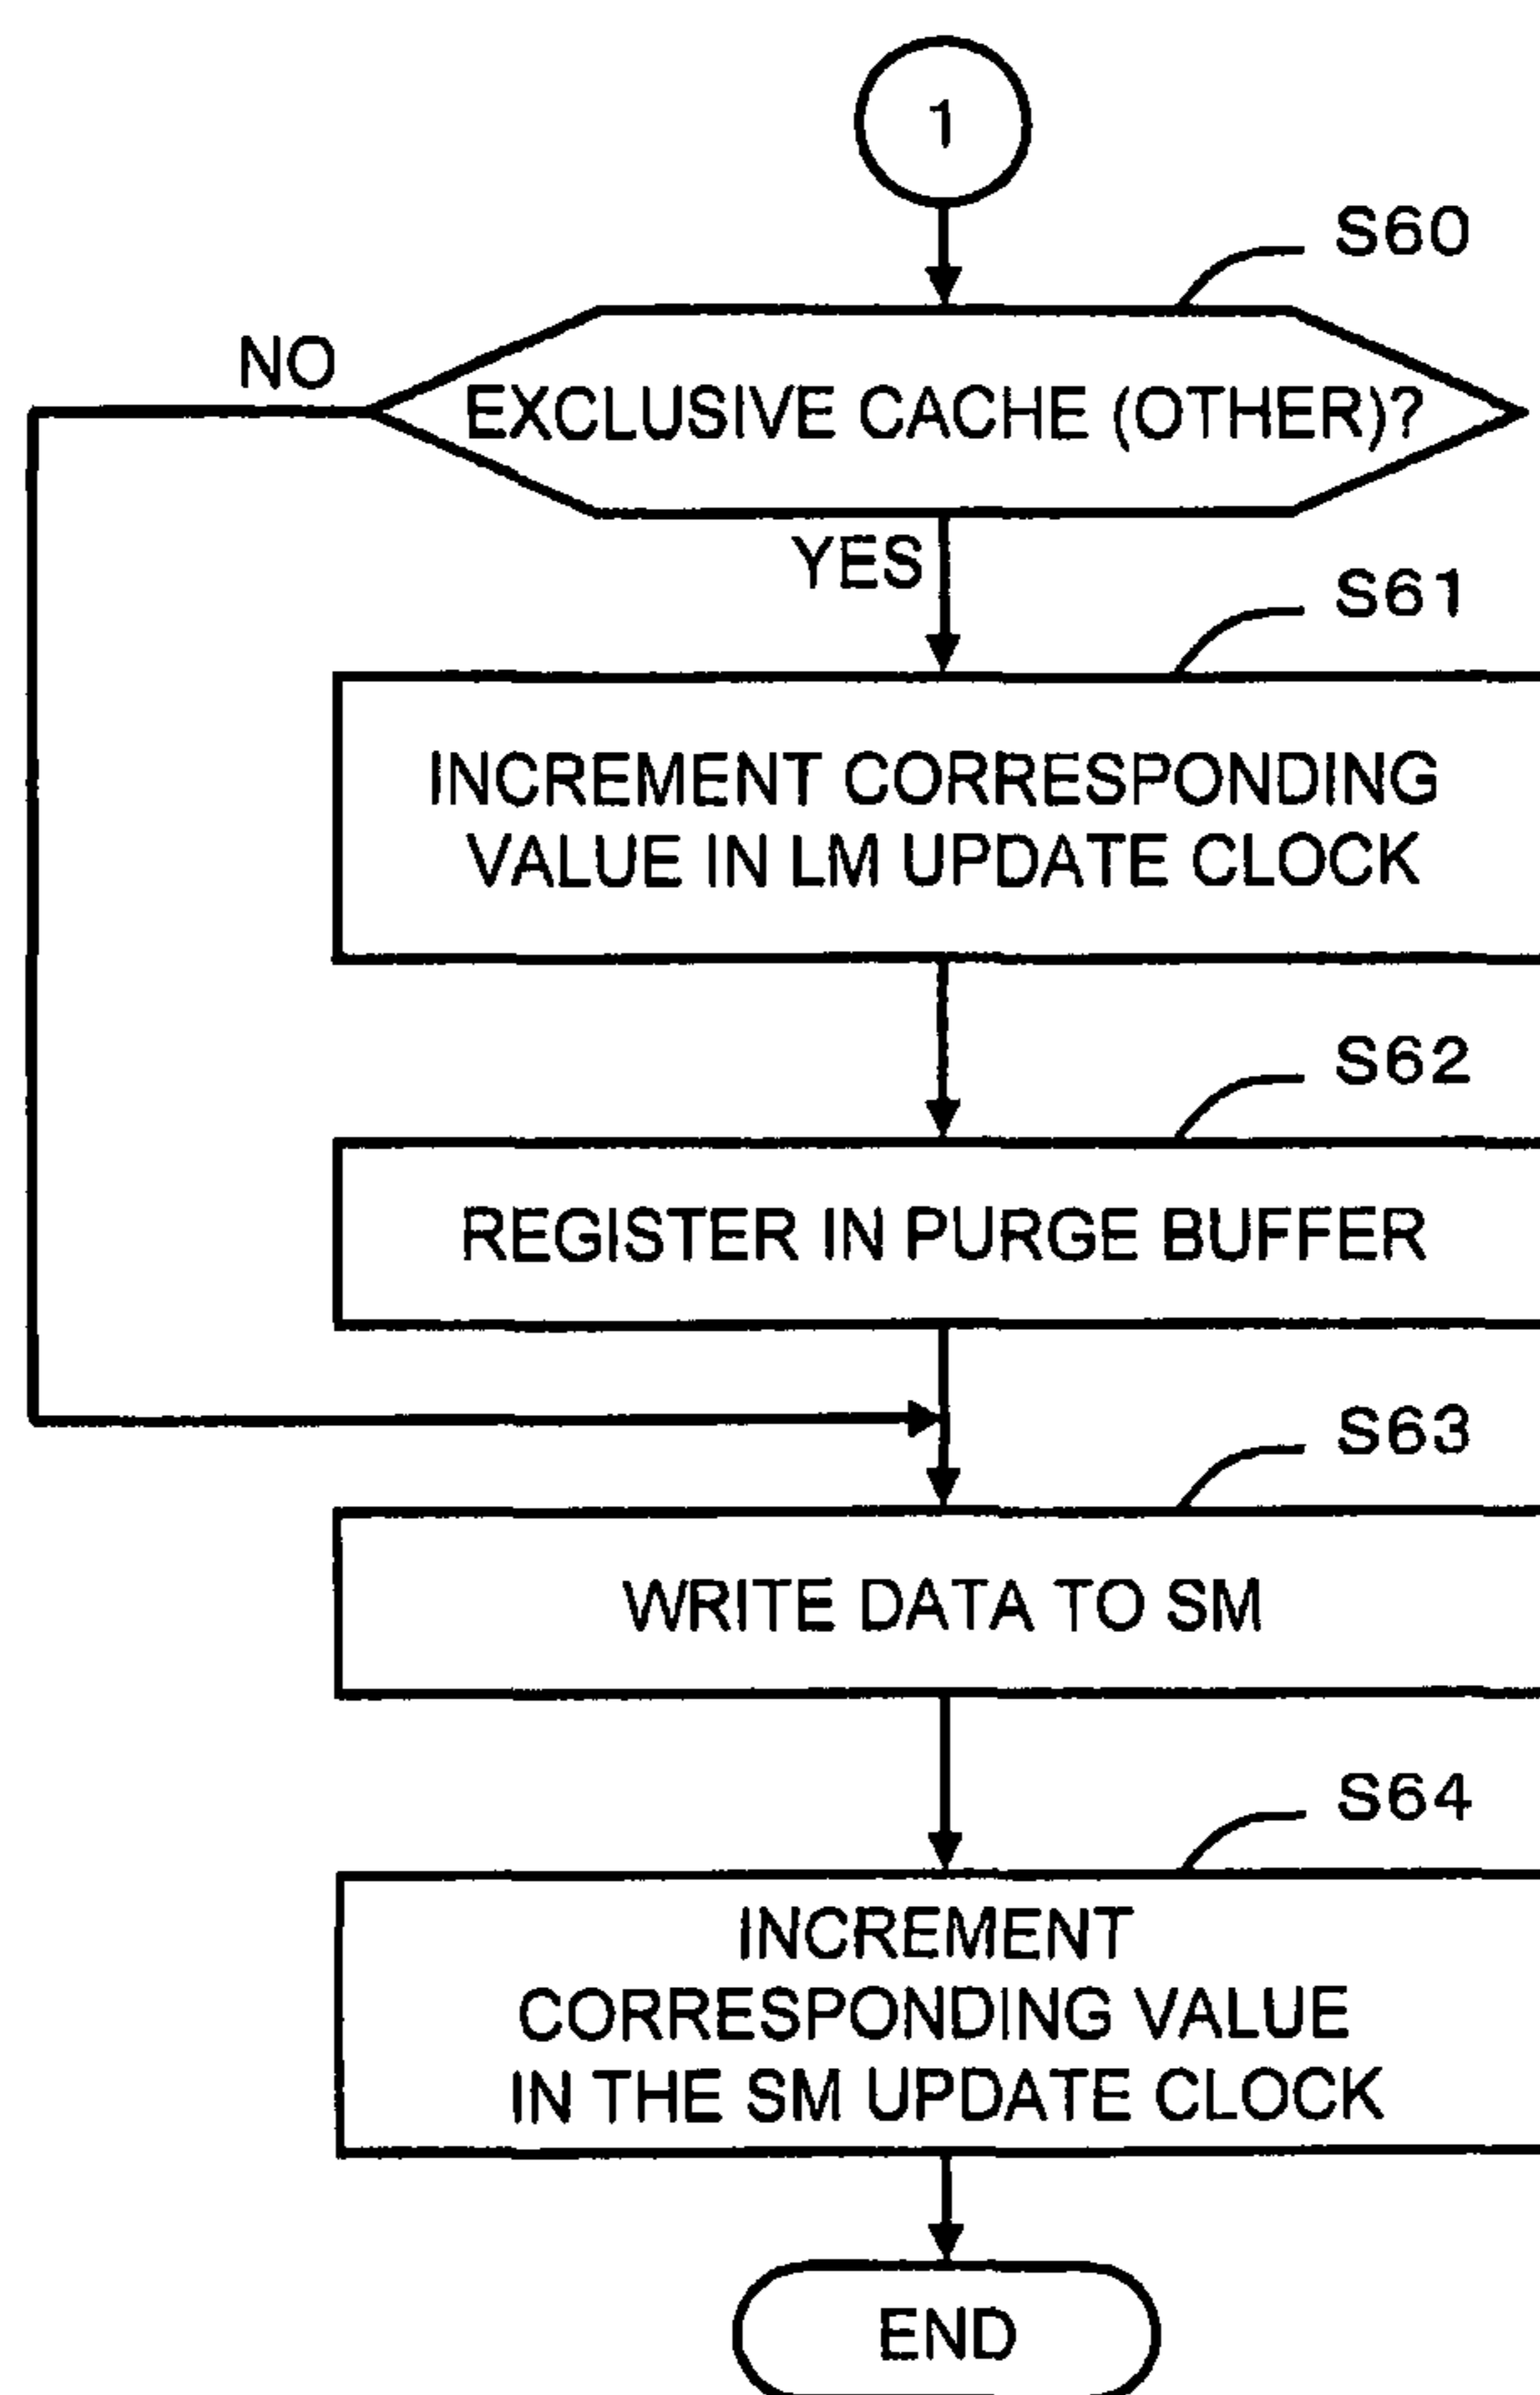 1
S60
NO
EXCLUSIVE CACHE (OTHER)?
YES
S61
INCREMENT CORRESPONDING
VALUE IN LM UPDATE CLOCK
S62
REGISTER IN PURGE BUFFER
S63
WRITE DATA TO SM
S64
INCREMENT
CORRESPONDING VALUE
IN THE SM UPDATE CLOCK
END